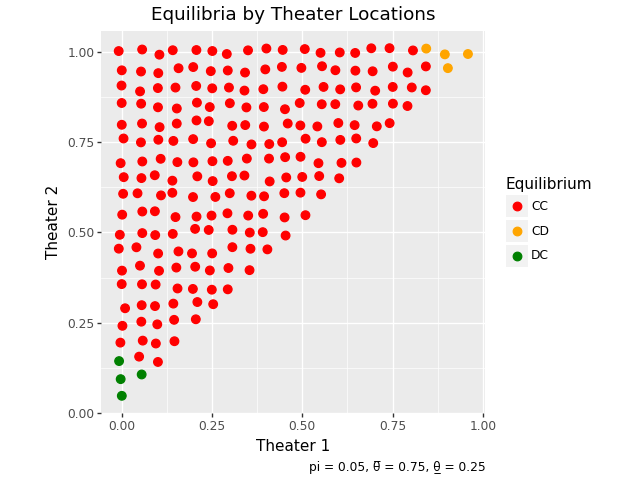 Equilibria by Theater Locations
1.00
0.75
0.50
0.25
0.00
Theater 2
0.00 0.25 0.50 0.75 1.00
Theater 1
Equilibrium
CC
CD
DC
pi = 0.05, θ̅ = 0.75, θ̲ = 0.25